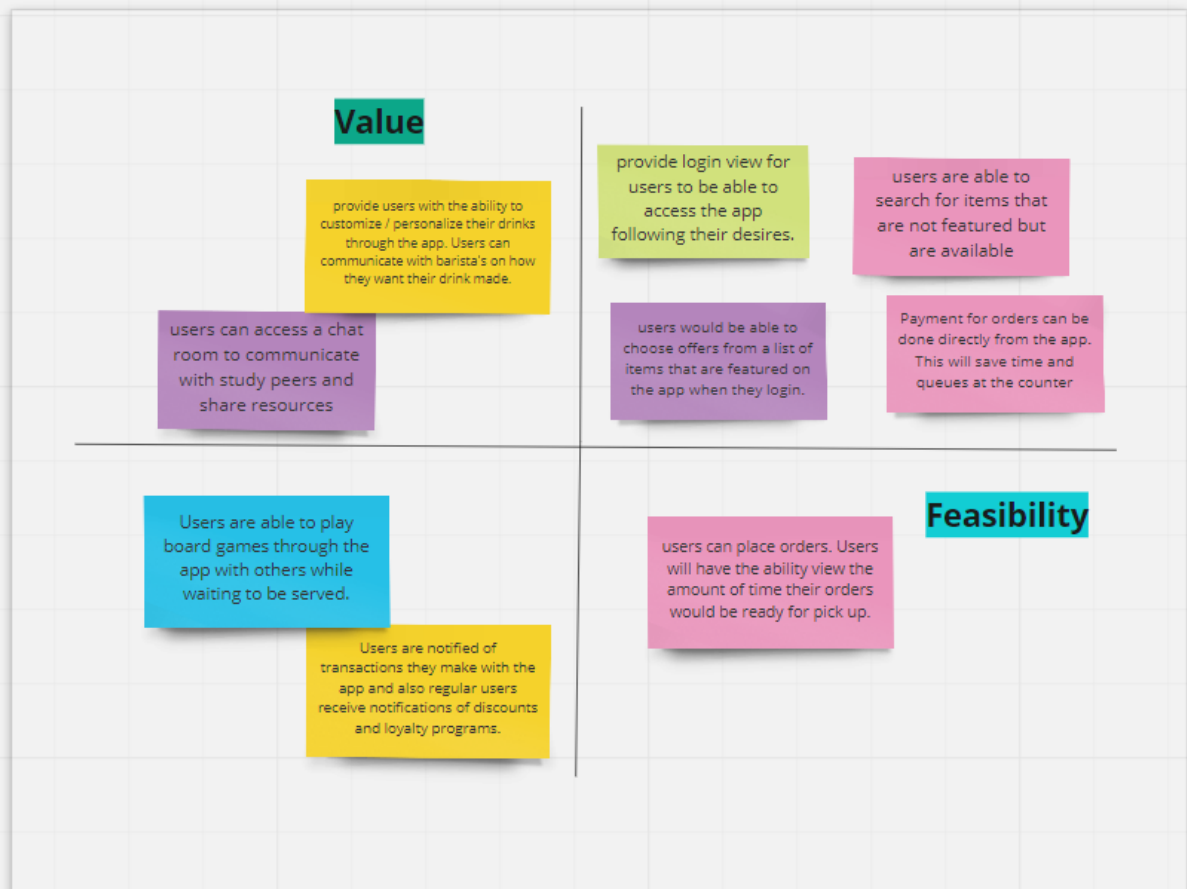 Value
provide users with the ability to
customize / personalize their drinks
through the app. Users can
communicate with barista's on how
they want their drink made.
users can access a chat
room to communicate
with study peers and
share resources
provide login view for
users to be able to
access the app
following their desires.
users are able to
search for items that
are not featured but
are available
users would be able to
choose offers from a list of
items that are featured on
the app when they login.
Payment for orders can be
done directly from the app.
This will save time and
queues at the counter
Users are able to play
board games through the
app with others while
waiting to be served.
Users are notified of
transactions they make with the
app and also regular users
receive notifications of discounts
and loyalty programs.
Feasibility
users can place orders. Users
will have the ability view the
amount of time their orders
would be ready for pick up.